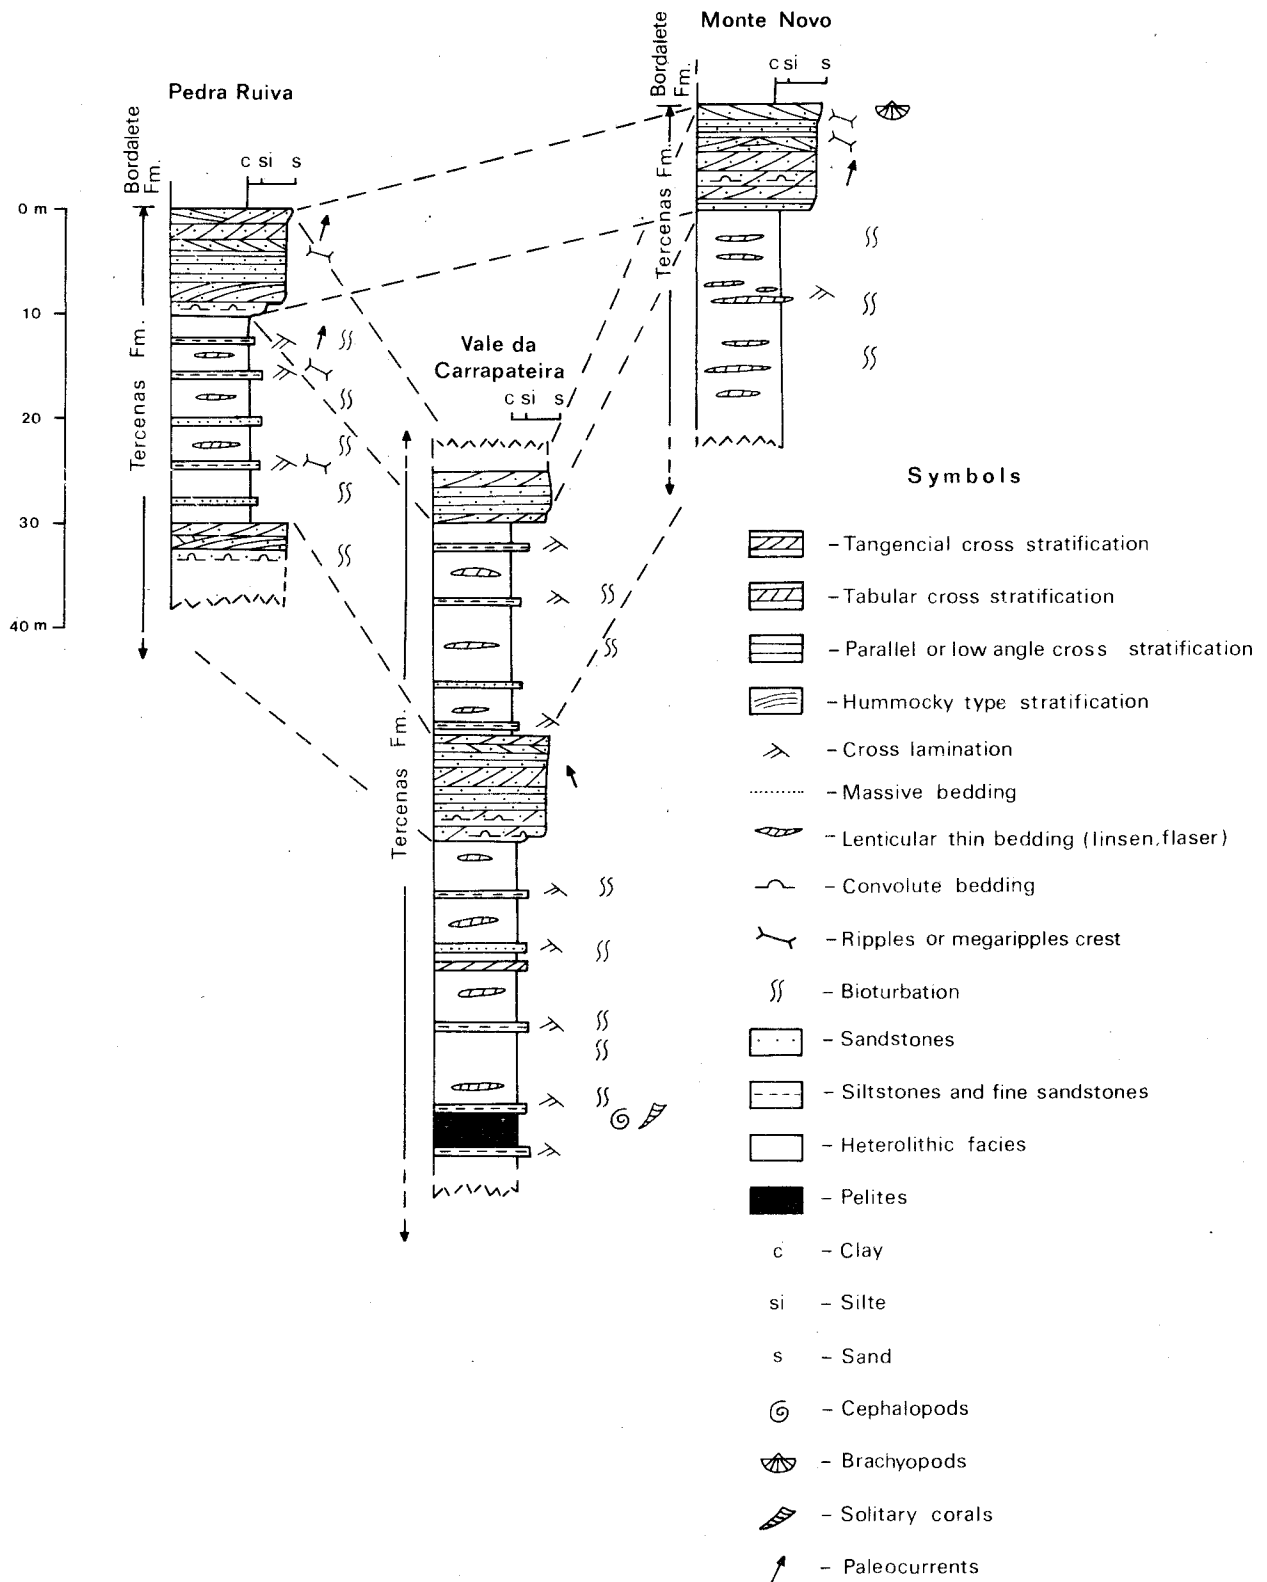 Monte Novo
Bordalete
Fm.
c si s
Pedra Ruiva
Bordalete
Fm.
c si s
Tercenas Fm.
0 m
10
20
30
40 m
Tercenas Fm.
Vale da
Carrapateira
c si s
Tercenas Fm.
Symbols
– Tangencial cross stratification
– Tabular cross stratification
– Parallel or low angle cross stratification
– Hummocky type stratification
– Cross lamination
– Massive bedding
– Lenticular thin bedding (linsen,flaser)
– Convolute bedding
– Ripples or megaripples crest
– Bioturbation
– Sandstones
– Siltstones and fine sandstones
– Heterolithic facies
– Pelites
c – Clay
si – Silte
s – Sand
– Cephalopods
– Brachyopods
– Solitary corals
– Paleocurrents